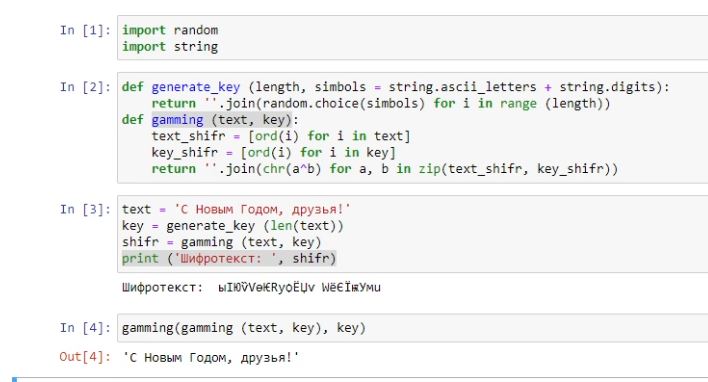 In [1]: import random
import string
In [2]: def generate_key (length, simbols = string.ascii_letters + string.digits):
return ''.join(random.choice(simbols) for i in range (length))
def gamming (text, key):
text_shifr = [ord(i) for i in text]
key_shifr = [ord(i) for i in key]
return ''.join(chr(a^b) for a, b in zip(text_shifr, key_shifr))
In [3]: text = 'С Новым Годом, друзья!'
key = generate_key (len(text))
shifr = gamming (text, key)
print ('Шифротекст: ', shifr)
Шифротекст:
In [4]: gamming(gamming (text, key), key)
Out[4]: 'С Новым Годом, друзья!'